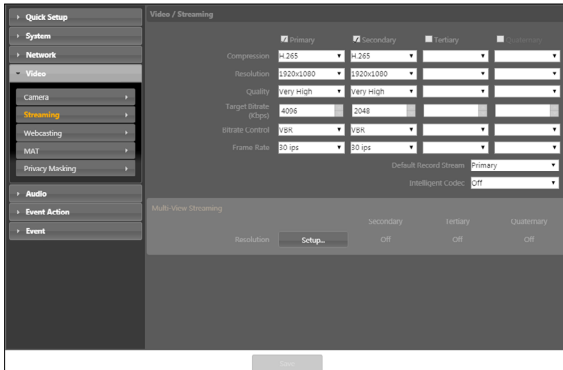 Quick Setup
System
Network
Video
Camera
Streaming
Webcasting
MAT
Privacy Masking
Audio
Event Action
Event
Video / Streaming
Primary Secondary Tertiary Quaternary
Compression H.265 H.265
Resolution 1920x1080 1920x1080
Quality Very High Very High
Target Bitrate (Kbps) 4096 2048
Bitrate Control VBR VBR
Frame Rate 30 ips 30 ips
Default Record Stream Primary
Intelligent Codec Off
Multi-View Streaming
Secondary Tertiary Quaternary
Resolution Setup... Off Off Off
Save